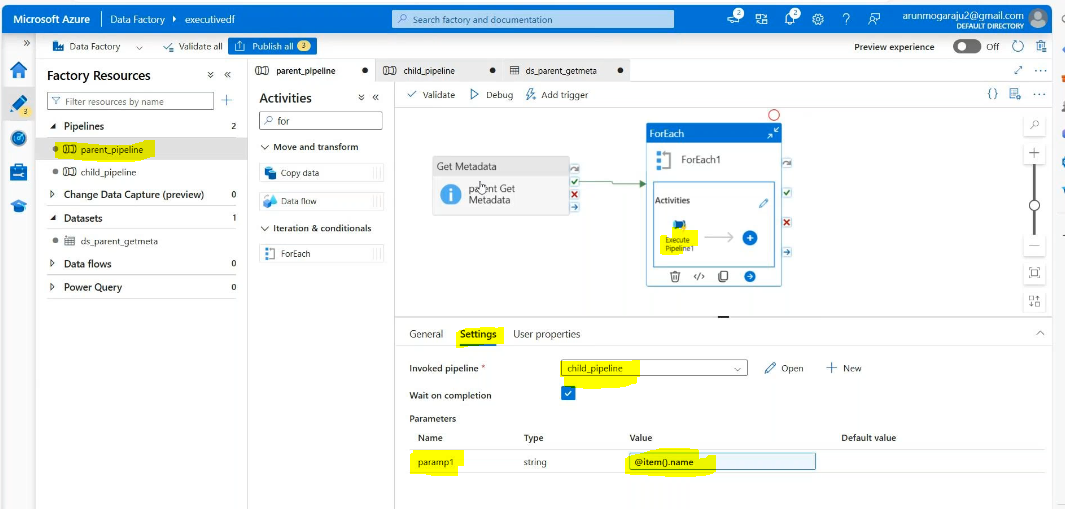 Microsoft Azure | Data Factory ▸ executivedf
Search factory and documentation
2
2
arunmogaraju2@gmail.com
DEFAULT DIRECTORY
Data Factory
Validate all
Publish all 3
Preview experience Off
Factory Resources
Filter resources by name
Pipelines 2
parent_pipeline
child_pipeline
Change Data Capture (preview) 0
Datasets 1
ds_parent_getmeta
Data flows 0
Power Query 0
3
parent_pipeline
child_pipeline
ds_parent_getmeta
Activities
for
Move and transform
Copy data
Data flow
Iteration & conditionals
ForEach
Validate Debug Add trigger
Get Metadata
parent Get
Metadata
ForEach
ForEach1
Activities
Execute
Pipeline1
General Settings User properties
Invoked pipeline * child_pipeline Open New
Wait on completion
Parameters
Name Type Value Default value
paramp1 string @item().name